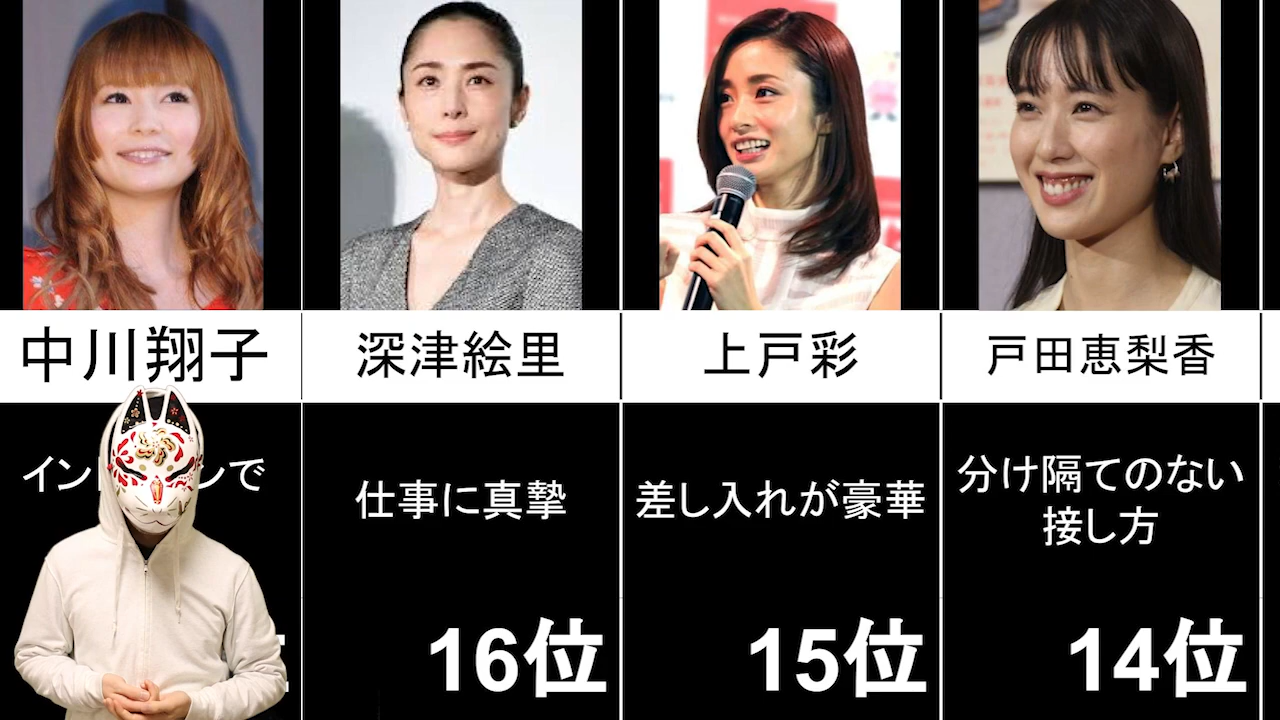 中川翔子
深津絵里
上戸彩
戸田恵梨香
イン
ンで
仕事に真摯
差し入れが豪華
分け隔てのない
接し方
16位
15位
14位